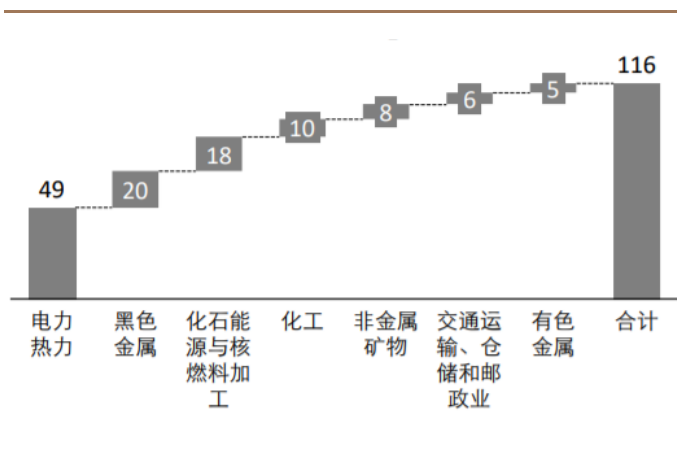 116
5
6
8
10
18
20
49
电力
热力
黑色
金属
化石能
源与核
燃料加
工
化工
非金属
矿物
交通运
输、仓
储和邮
政业
有色
金属
合计